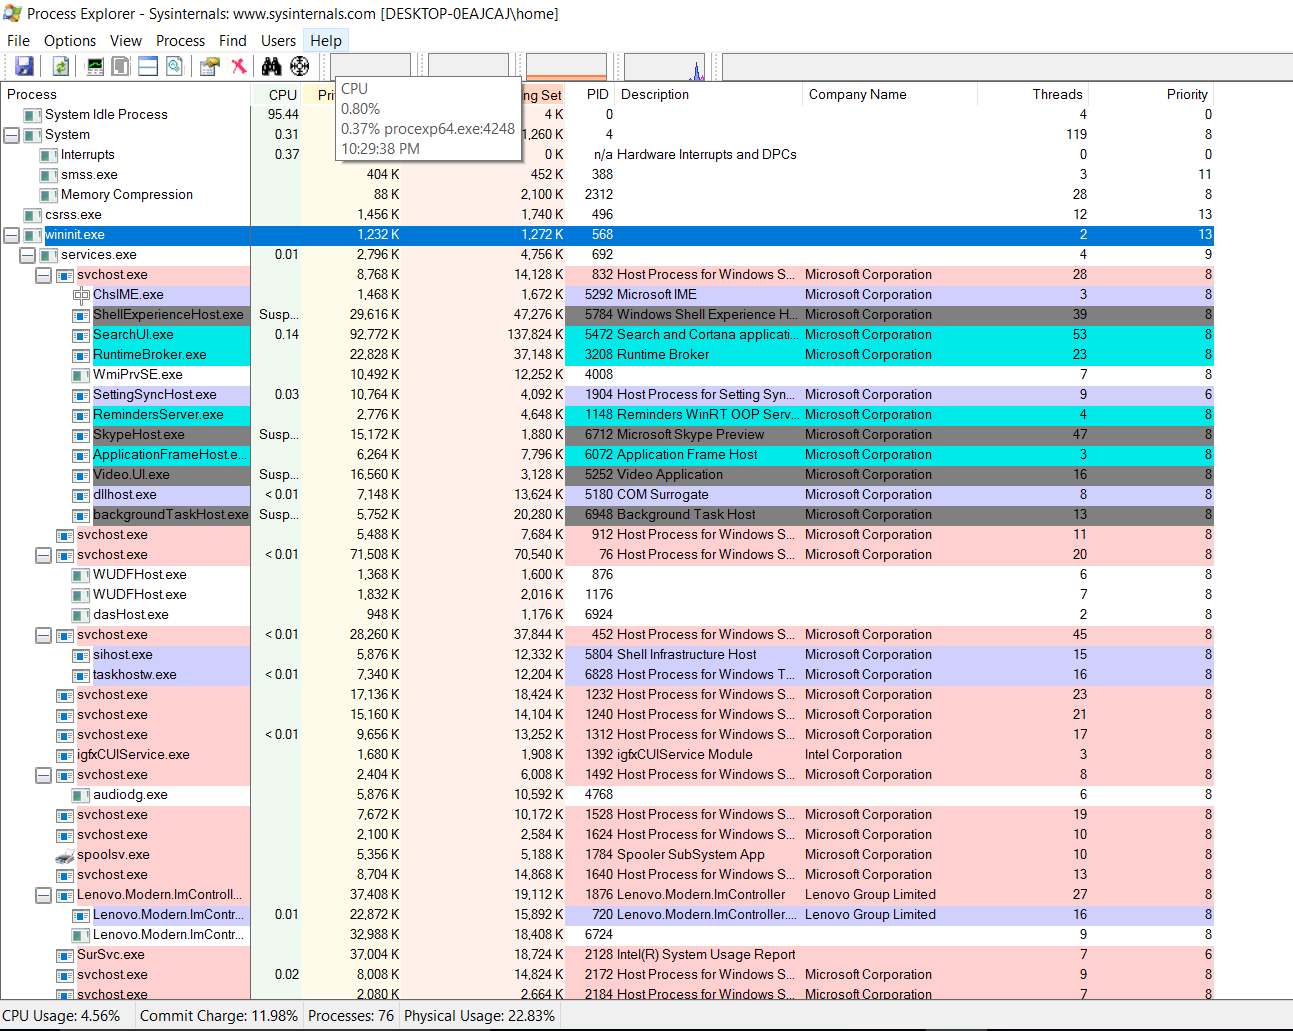 Process Explorer - Sysinternals: www.sysinternals.com [DESKTOP-0EAJCAJ\home]
File Options View Process Find Users Help
Process CPU Pri ng Set PID Description Company Name Threads Priority
CPU
0.80%
0.37% procexp64.exe:4248
10:29:38 PM
System Idle Process 95.44 4 K 0 4 0
System 0.31 1,260 K 4 119 8
Interrupts 0.37 0 K n/a Hardware Interrupts and DPCs 0 0
smss.exe 404 K 452 K 388 3 11
Memory Compression 88 K 2,100 K 2312 28 8
csrss.exe 1,456 K 1,740 K 496 12 13
wininit.exe 1,232 K 1,272 K 568 2 13
services.exe 0.01 2,796 K 4,756 K 692 4 9
svchost.exe 8,768 K 14,128 K 832 Host Process for Windows S... Microsoft Corporation 28 8
ChsIME.exe 1,468 K 1,672 K 5292 Microsoft IME Microsoft Corporation 3 8
ShellExperienceHost.exe Susp... 29,616 K 47,276 K 5784 Windows Shell Experience H... Microsoft Corporation 39 8
SearchUI.exe 0.14 92,772 K 137,824 K 5472 Search and Cortana applicati... Microsoft Corporation 53 8
RuntimeBroker.exe 22,828 K 37,148 K 3208 Runtime Broker Microsoft Corporation 23 8
WmiPrvSE.exe 10,492 K 12,252 K 4008 7 8
SettingSyncHost.exe 0.03 10,764 K 4,092 K 1904 Host Process for Setting Syn... Microsoft Corporation 9 6
RemindersServer.exe 2,776 K 4,648 K 1148 Reminders WinRT OOP Serv... Microsoft Corporation 4 8
SkypeHost.exe Susp... 15,172 K 1,880 K 6712 Microsoft Skype Preview Microsoft Corporation 47 8
ApplicationFrameHost.e... 6,264 K 7,796 K 6072 Application Frame Host Microsoft Corporation 3 8
Video.UI.exe Susp... 16,560 K 3,128 K 5252 Video Application Microsoft Corporation 16 8
dllhost.exe < 0.01 7,148 K 13,624 K 5180 COM Surrogate Microsoft Corporation 8 8
backgroundTaskHost.exe Susp... 5,752 K 20,280 K 6948 Background Task Host Microsoft Corporation 13 8
svchost.exe 5,488 K 7,684 K 912 Host Process for Windows S... Microsoft Corporation 11 8
svchost.exe < 0.01 71,508 K 70,540 K 76 Host Process for Windows S... Microsoft Corporation 20 8
WUDFHost.exe 1,368 K 1,600 K 876 6 8
WUDFHost.exe 1,832 K 2,016 K 1176 7 8
dasHost.exe 948 K 1,176 K 6924 2 8
svchost.exe < 0.01 28,260 K 37,844 K 452 Host Process for Windows S... Microsoft Corporation 45 8
sihost.exe 5,876 K 12,332 K 5804 Shell Infrastructure Host Microsoft Corporation 15 8
taskhostw.exe < 0.01 7,340 K 12,204 K 6828 Host Process for Windows T... Microsoft Corporation 16 8
svchost.exe 17,136 K 18,424 K 1232 Host Process for Windows S... Microsoft Corporation 23 8
svchost.exe 15,160 K 14,104 K 1240 Host Process for Windows S... Microsoft Corporation 21 8
svchost.exe < 0.01 9,656 K 13,252 K 1312 Host Process for Windows S... Microsoft Corporation 17 8
igfxCUIService.exe 1,680 K 1,908 K 1392 igfxCUIService Module Intel Corporation 3 8
svchost.exe 2,404 K 6,008 K 1492 Host Process for Windows S... Microsoft Corporation 8 8
audiodg.exe 5,876 K 10,592 K 4768 6 8
svchost.exe 7,672 K 10,172 K 1528 Host Process for Windows S... Microsoft Corporation 19 8
svchost.exe 2,100 K 2,584 K 1624 Host Process for Windows S... Microsoft Corporation 10 8
spoolsv.exe 5,356 K 5,188 K 1784 Spooler SubSystem App Microsoft Corporation 10 8
svchost.exe 8,704 K 14,868 K 1640 Host Process for Windows S... Microsoft Corporation 13 8
Lenovo.Modern.ImControll... 37,408 K 19,112 K 1876 Lenovo.Modern.ImController Lenovo Group Limited 27 8
Lenovo.Modern.ImContr... 0.01 22,872 K 15,892 K 720 Lenovo.Modern.ImController.... Lenovo Group Limited 16 8
Lenovo.Modern.ImContr... 32,988 K 18,408 K 6724 9 8
SurSvc.exe 37,004 K 18,724 K 2128 Intel(R) System Usage Report 7 6
svchost.exe 0.02 8,008 K 14,824 K 2172 Host Process for Windows S... Microsoft Corporation 9 8
svchost.exe 2,080 K 2,664 K 2184 Host Process for Windows S... Microsoft Corporation 7 8
CPU Usage: 4.56% Commit Charge: 11.98% Processes: 76 Physical Usage: 22.83%